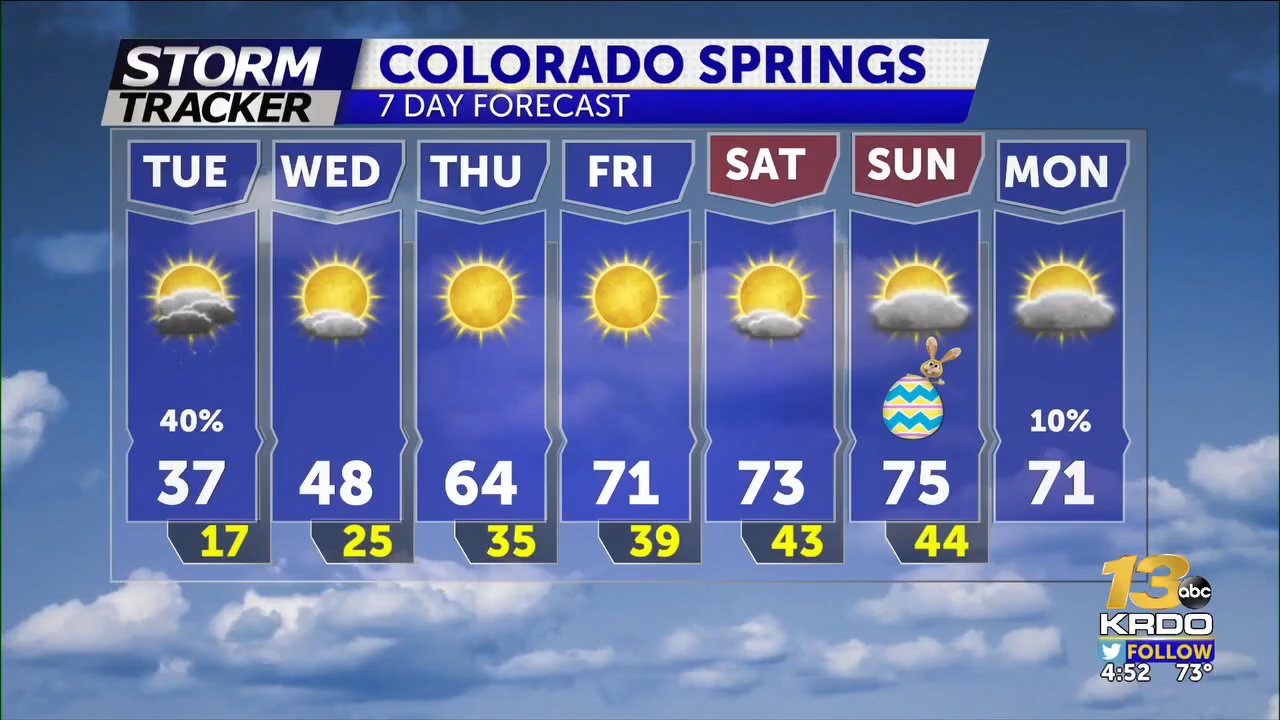 STORM
TRACKER
COLORADO SPRINGS
7 DAY FORECAST
TUE WED THU FRI SAT SUN MON
40% 10%
37 48 64 71 73 75 71
17 25 35 39 43 44
13 abc
KRDO
FOLLOW
4:52 73°